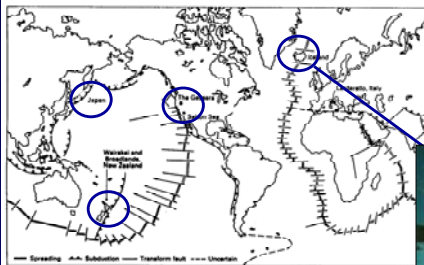 Iceland
Larderello, Italy
Japan
The Geysers
Salton Sea
Wairakei and
Broadlands,
New Zealand
Spreading
Subduction
Transform fault
Uncertain